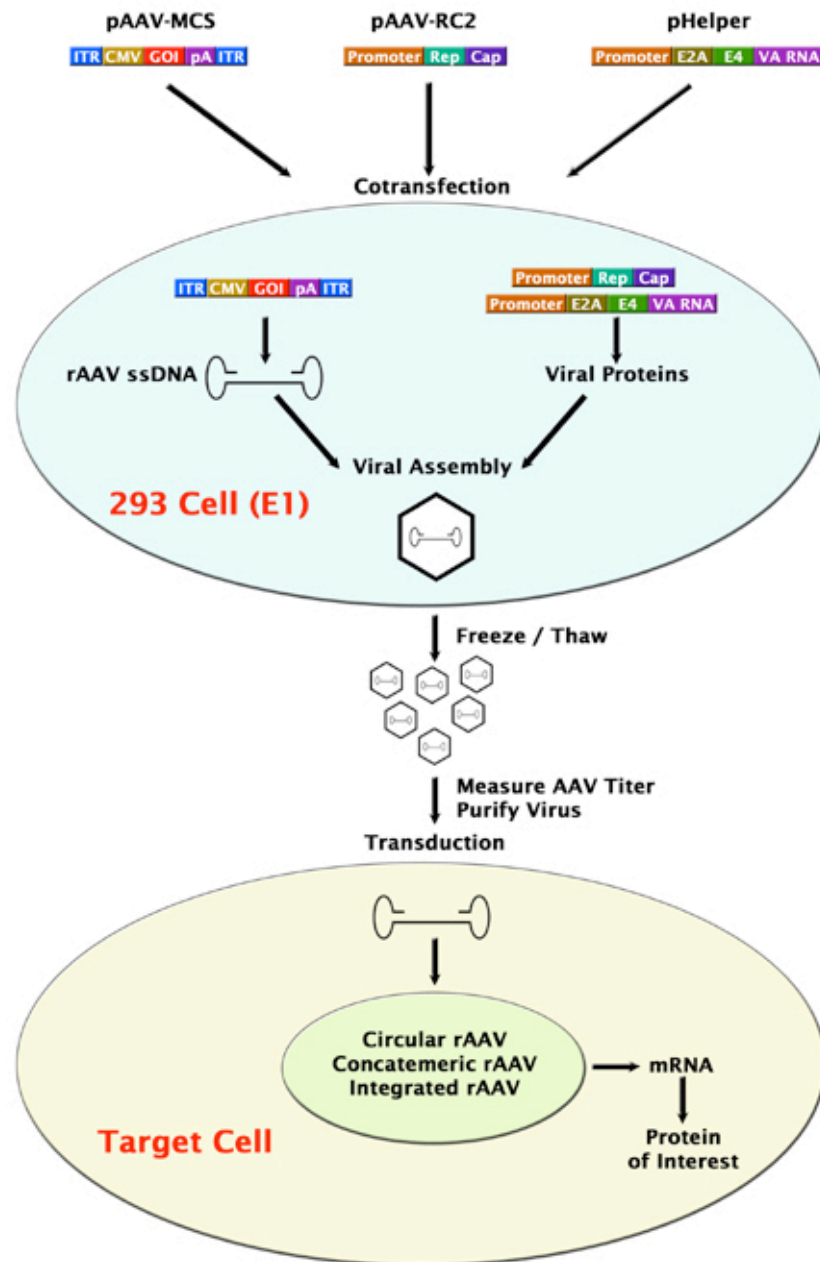 pAAV-MCS pAAV-RC2 pHelper
ITR CMV GOI pA ITR Promoter Rep Cap Promoter E2A E4 VA RNA
Cotransfection
ITR CMV GOI pA ITR
Promoter Rep Cap
Promoter E2A E4 VA RNA
rAAV ssDNA
Viral Proteins
Viral Assembly
293 Cell (E1)
Freeze / Thaw
Measure AAV Titer
Purify Virus
Transduction
Circular rAAV
Concatemeric rAAV
Integrated rAAV
mRNA
Protein
of Interest
Target Cell